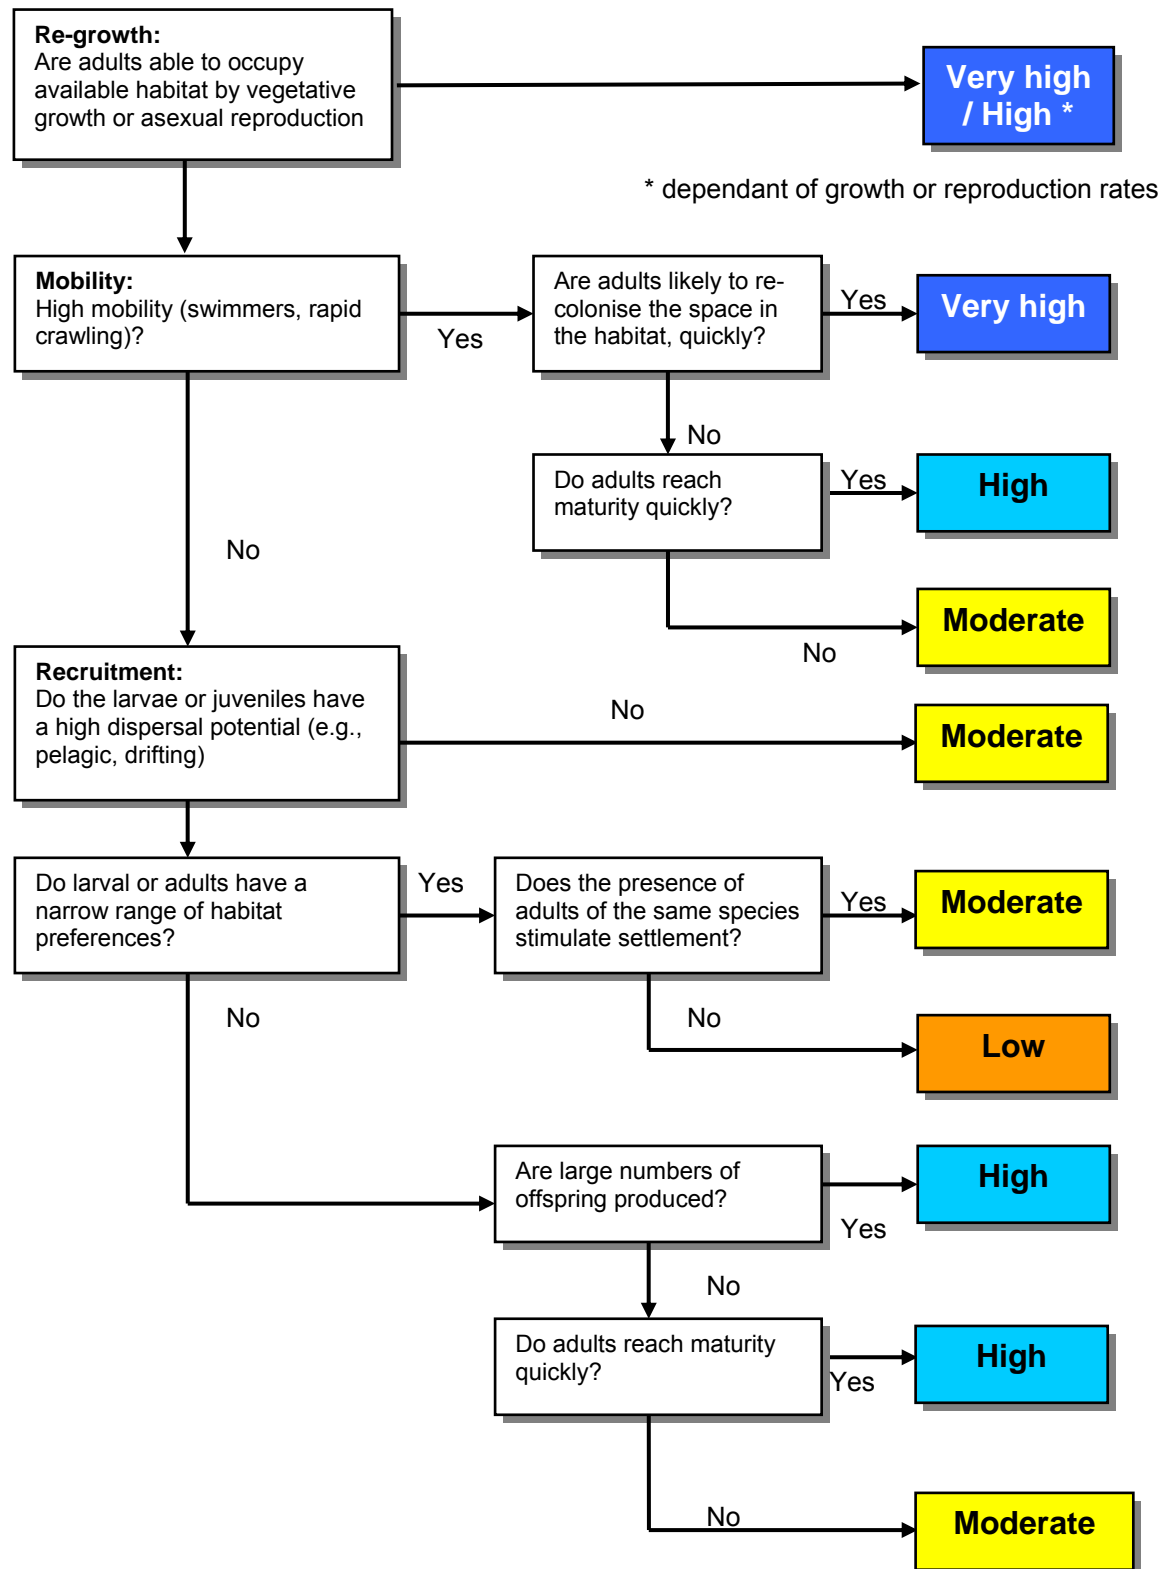 Re-growth:
Are adults able to occupy
available habitat by vegetative
growth or asexual reproduction
Very high
/ High *
* dependant of growth or reproduction rates
Mobility:
High mobility (swimmers, rapid
crawling)?
Yes
Are adults likely to re-
colonise the space in
the habitat, quickly?
Yes
Very high
No
Do adults reach
maturity quickly?
Yes
High
No
No
Moderate
Recruitment:
Do the larvae or juveniles have
a high dispersal potential (e.g.,
pelagic, drifting)
No
Moderate
Do larval or adults have a
narrow range of habitat
preferences?
Yes
Does the presence of
adults of the same species
stimulate settlement?
Yes
Moderate
No
No
Low
Are large numbers of
offspring produced?
Yes
High
No
Do adults reach maturity
quickly?
Yes
High
No
Moderate